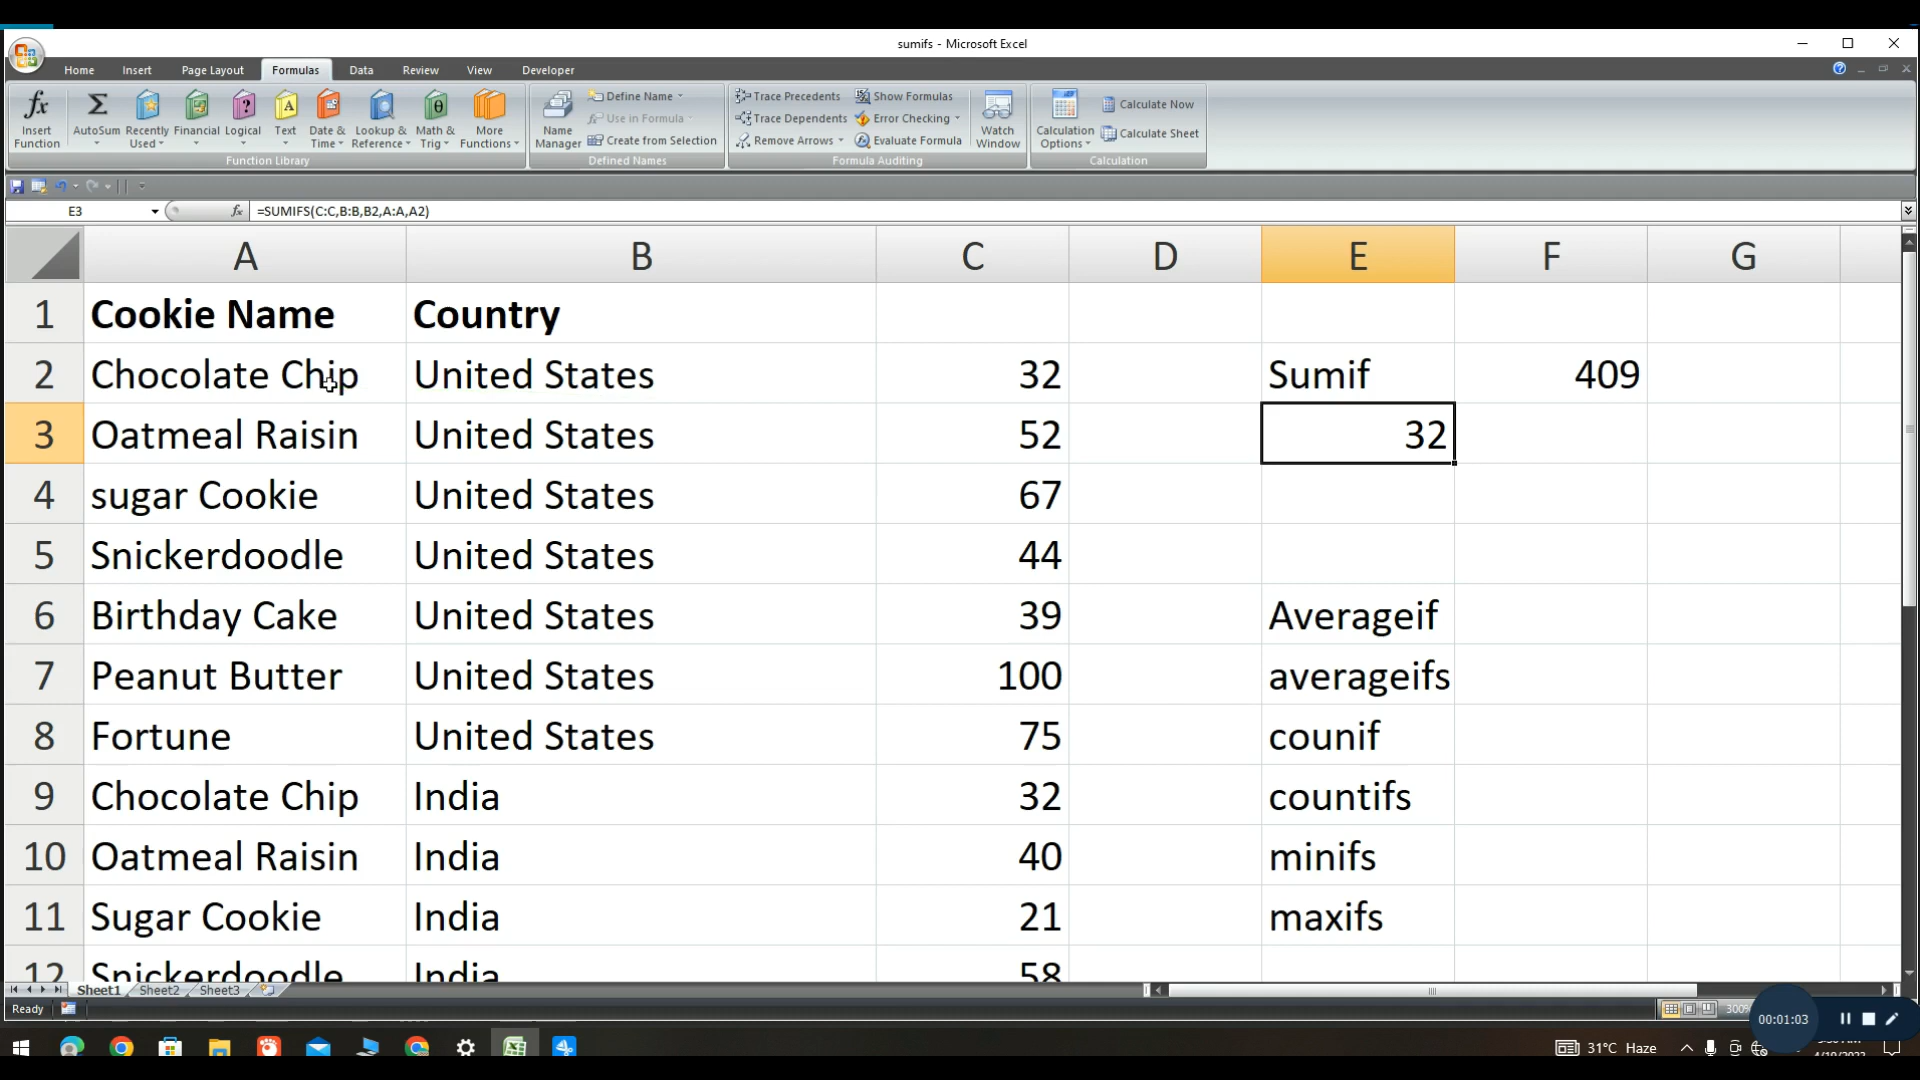 sumifs - Microsoft Excel
Home Insert Page Layout Formulas Data Review View Developer
fx Σ ? A θ
Insert Function AutoSum Recently Used Financial Logical Text Date & Time Lookup & Reference Math & Trig More Functions
Function Library
Name Manager Define Name Use in Formula Create from Selection
Defined Names
Trace Precedents Trace Dependents Remove Arrows Show Formulas Error Checking Evaluate Formula Watch Window
Formula Auditing
Calculation Options Calculate Now Calculate Sheet
Calculation
E3 fx =SUMIFS(C:C,B:B,B2,A:A,A2)
A B C D E F G
1 Cookie Name Country
2 Chocolate Chip United States 32 Sumif 409
3 Oatmeal Raisin United States 52 32
4 sugar Cookie United States 67
5 Snickerdoodle United States 44
6 Birthday Cake United States 39 Averageif
7 Peanut Butter United States 100 averageifs
8 Fortune United States 75 counif
9 Chocolate Chip India 32 countifs
10 Oatmeal Raisin India 40 minifs
11 Sugar Cookie India 21 maxifs
12 Snickerdoodle India 58
Sheet1 Sheet2 Sheet3
Ready 300% 00:01:03
31°C Haze